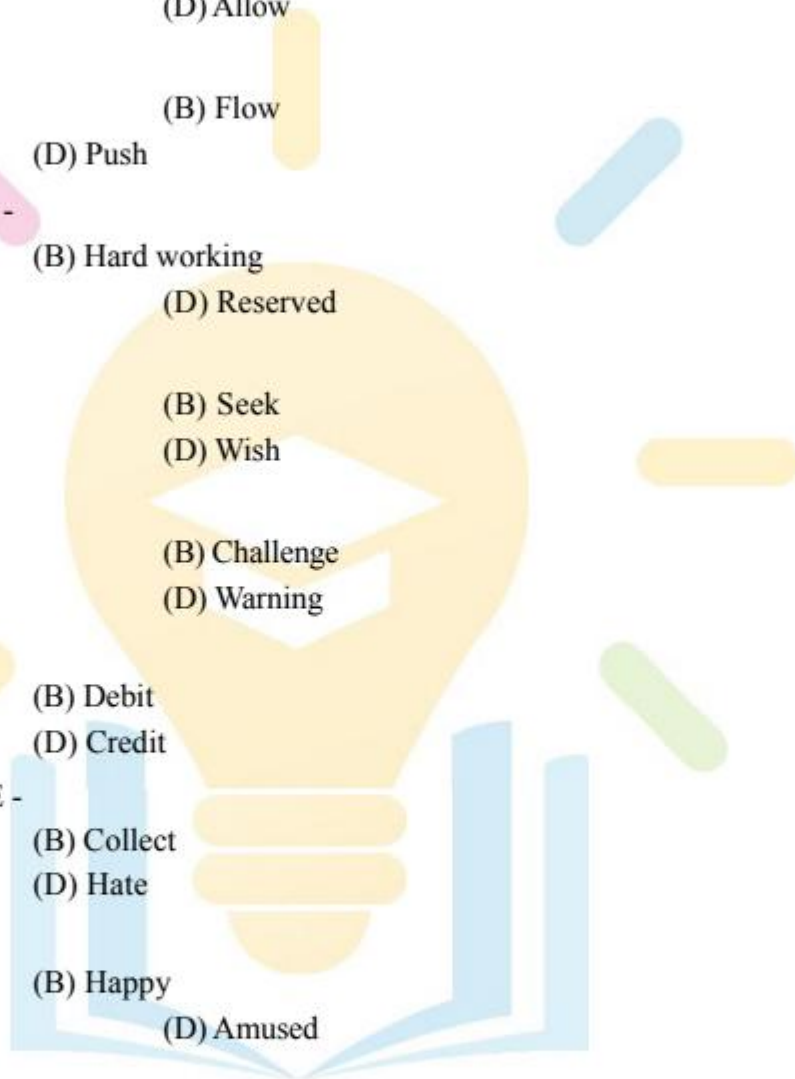 (D) Allow
(B) Flow
(D) Push
-
(B) Hard working
(D) Reserved
(B) Seek
(D) Wish
(B) Challenge
(D) Warning
(B) Debit
(D) Credit
E -
(B) Collect
(D) Hate
(B) Happy
(D) Amused